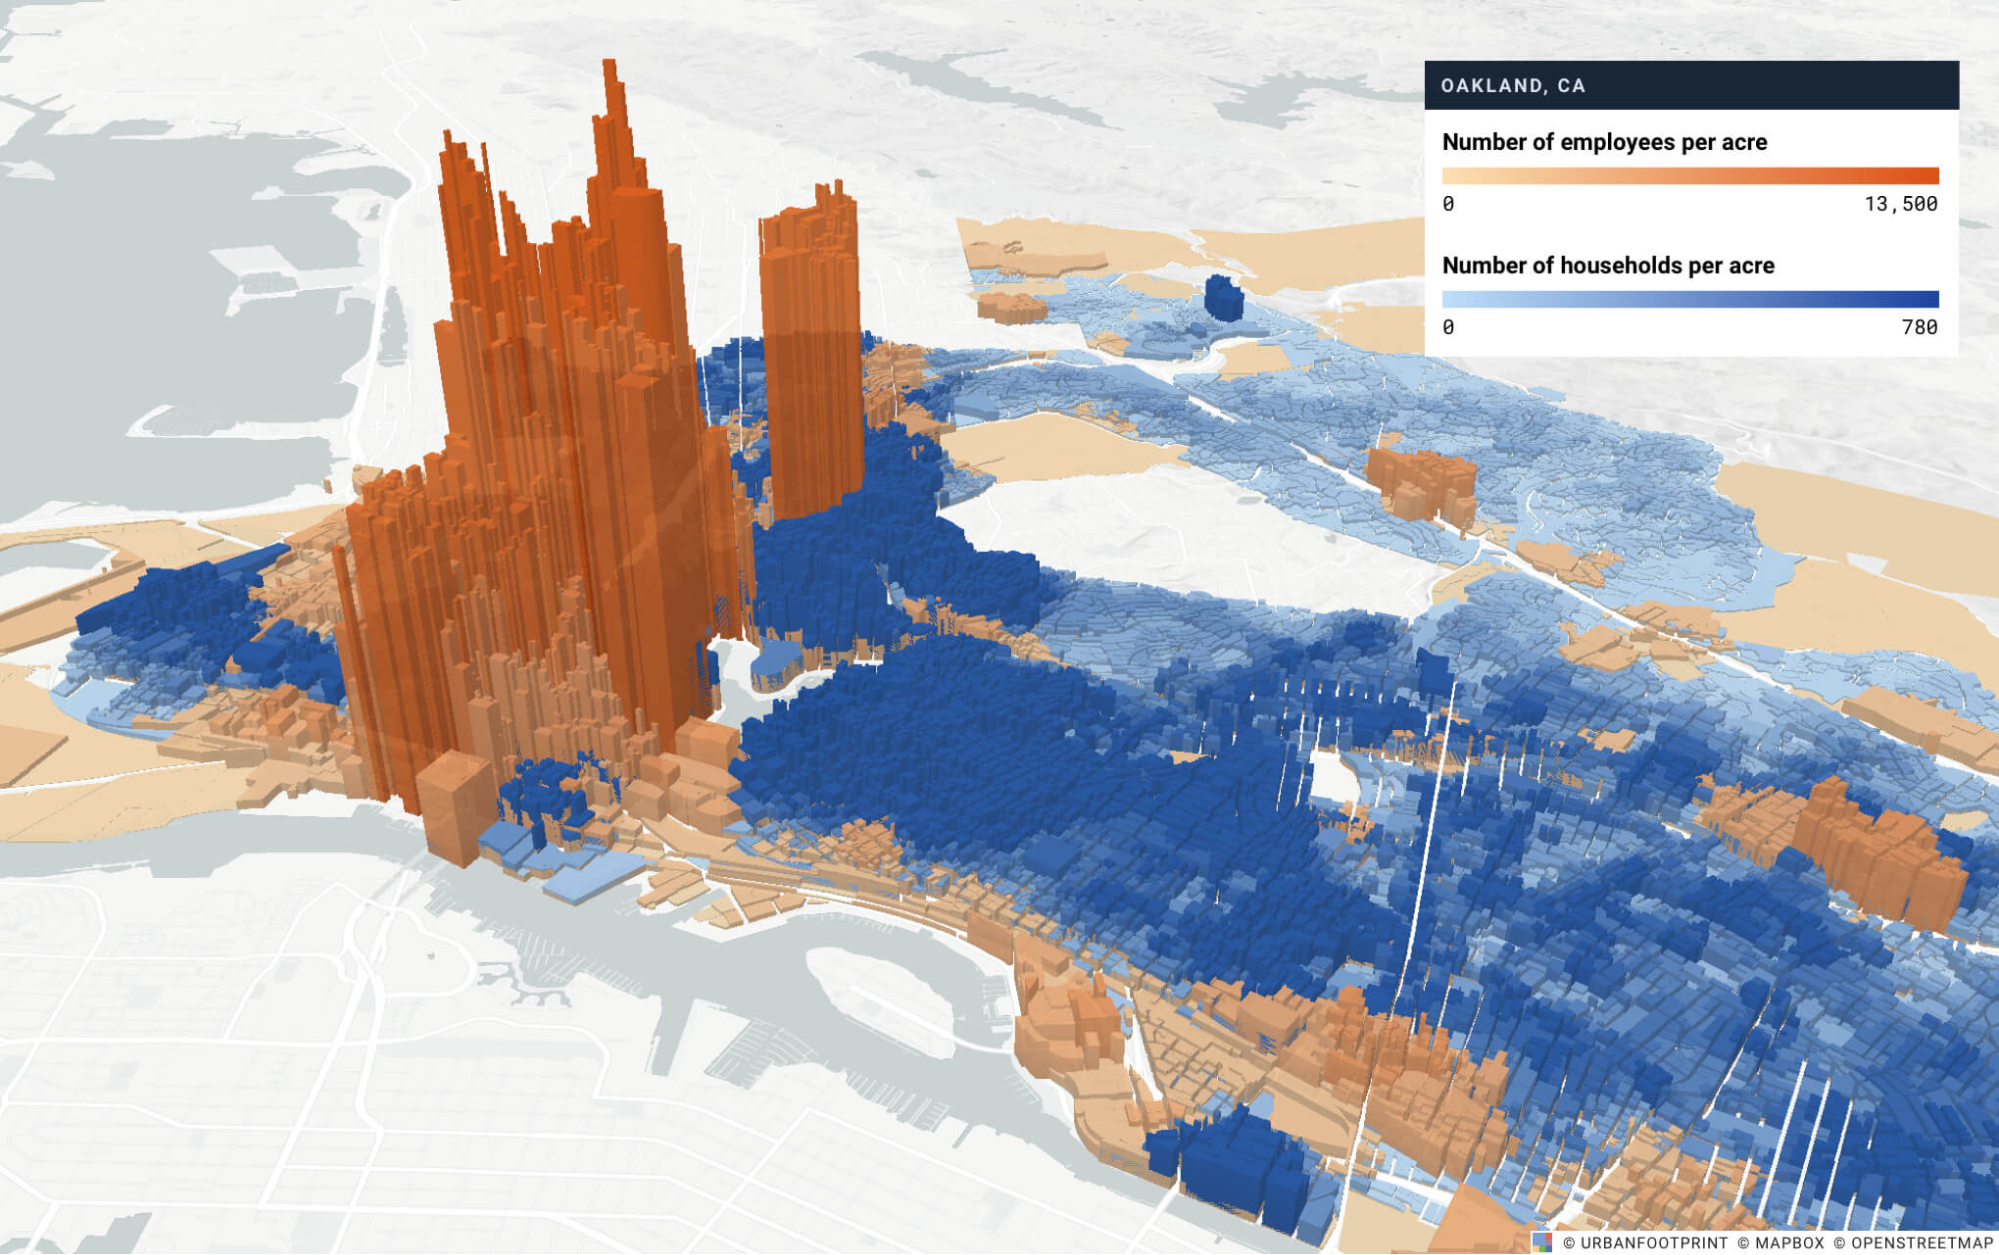 OAKLAND, CA
Number of employees per acre
0 13,500
Number of households per acre
0 780
© URBANFOOTPRINT © MAPBOX © OPENSTREETMAP